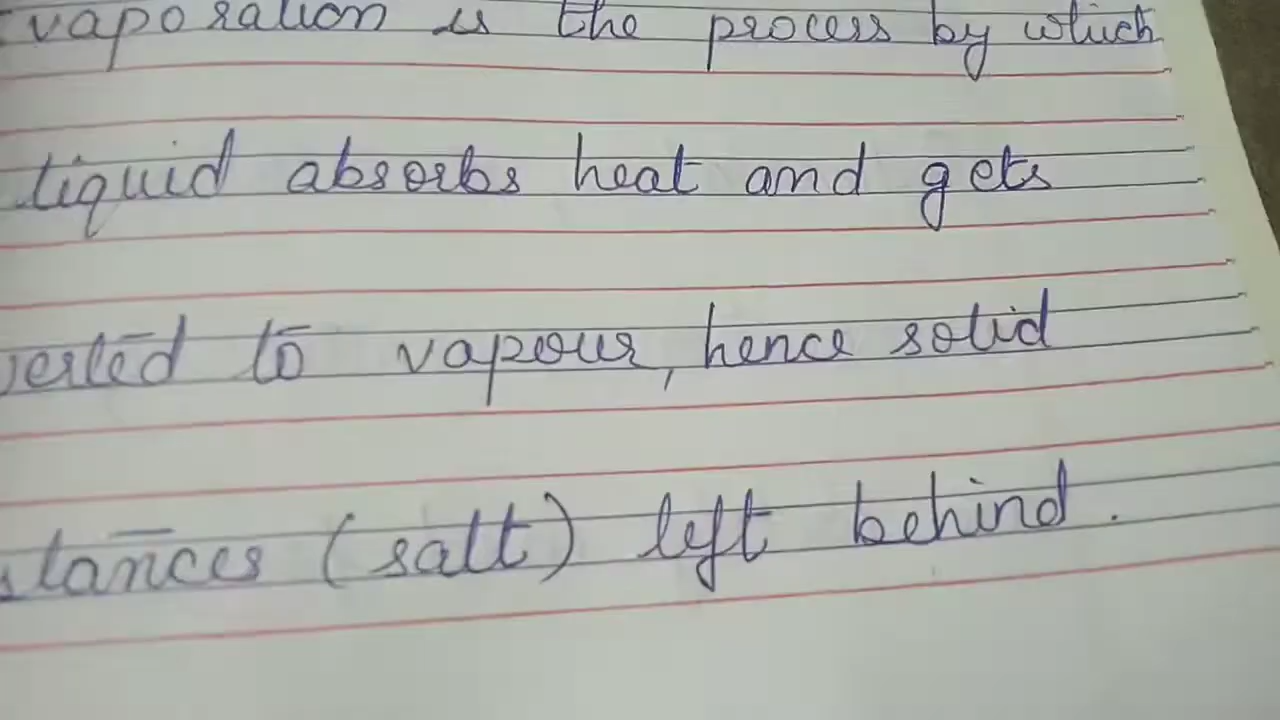 vaporation is the process by which
liquid absorbs heat and gets
verted to vapour, hence solid
stances (salt) left behind.